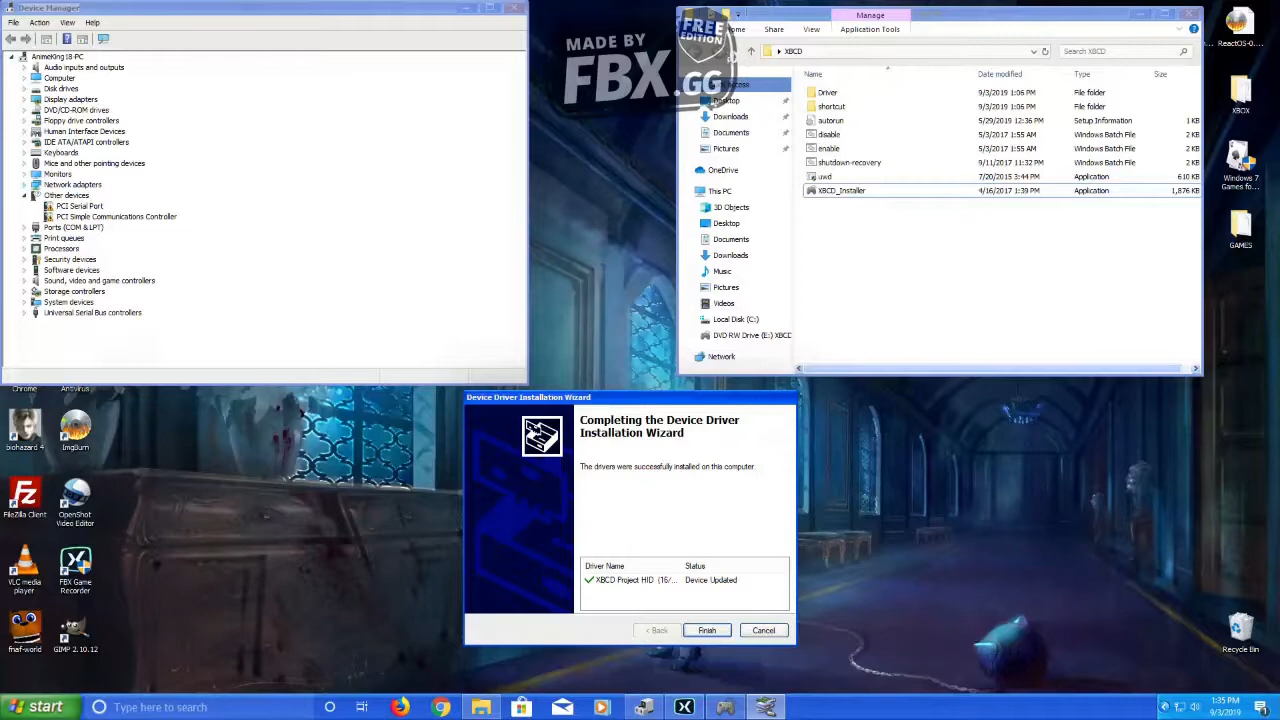 Device Manager
File Action View Help
AnimeKing18-PC
Audio inputs and outputs
Computer
Disk drives
Display adapters
DVD/CD-ROM drives
Floppy drive controllers
Human Interface Devices
IDE ATA/ATAPI controllers
Keyboards
Mice and other pointing devices
Monitors
Network adapters
Other devices
PCI Serial Port
PCI Simple Communications Controller
Ports (COM & LPT)
Print queues
Processors
Security devices
Software devices
Sound, video and game controllers
Storage controllers
System devices
Universal Serial Bus controllers
MADE BY
FBX.GG
FREE
EDITION
Manage
Share View Application Tools
XBCD
Search XBCD
Name Date modified Type Size
Driver 9/3/2019 1:06 PM File folder
shortcut 9/3/2019 1:06 PM File folder
autorun 5/29/2019 12:36 PM Setup Information 1 KB
disable 5/3/2017 1:55 AM Windows Batch File 2 KB
enable 5/3/2017 1:55 AM Windows Batch File 2 KB
shutdown-recovery 9/11/2017 11:32 PM Windows Batch File 2 KB
uwd 7/20/2015 3:44 PM Application 610 KB
XBCD_Installer 4/16/2017 1:39 PM Application 1,876 KB
Desktop
Downloads
Documents
Pictures
OneDrive
This PC
3D Objects
Desktop
Documents
Downloads
Music
Pictures
Videos
Local Disk (C:)
DVD RW Drive (E:) XBCD
Network
ReactOS-0....
XBOX
Windows 7
Games for...
GAMES
Recycle Bin
Chrome
Antivirus
biohazard 4
ImgBurn
FileZilla Client
OpenShot
Video Editor
VLC media
player
FBX Game
Recorder
fnaf-world
GIMP 2.10.12
Device Driver Installation Wizard
Completing the Device Driver
Installation Wizard
The drivers were successfully installed on this computer.
Driver Name Status
XBCD Project HID (16/... Device Updated
< Back Finish Cancel
start
Type here to search
1:35 PM
9/3/2019